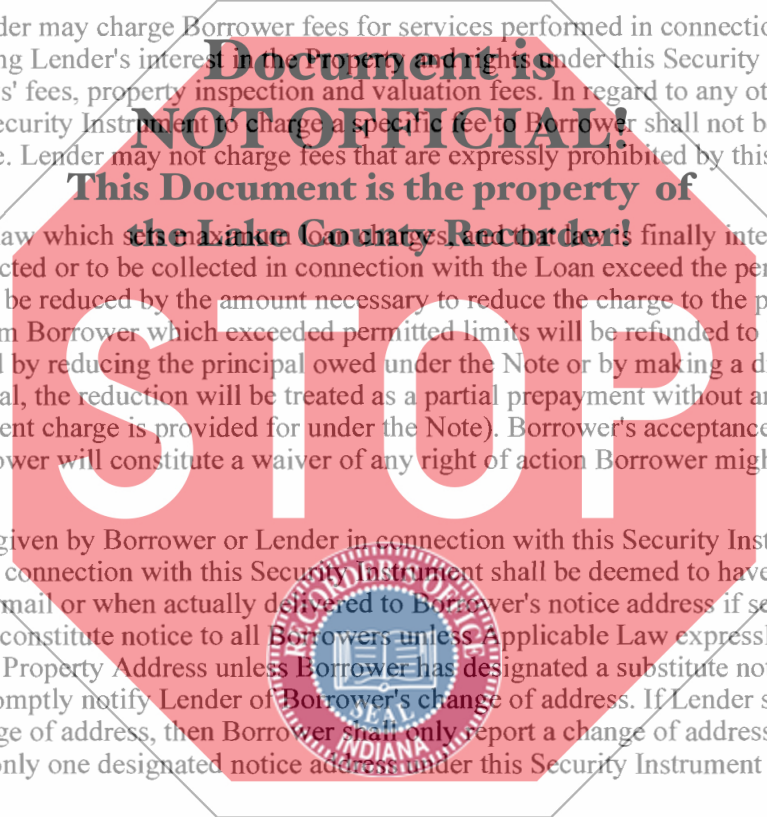 der may charge Borrower fees for services performed in connectio
ng Lender's interest in the Property and rights under this Security
Document is
s' fees, property inspection and valuation fees. In regard to any ot
NOT OFFICIAL!
ecurity Instrument to charge a specific fee to Borrower shall not b
e. Lender may not charge fees that are expressly prohibited by this
This Document is the property of
the Lake County Recorder!
aw which sets maximum loan charges, and that law is finally inte
cted or to be collected in connection with the Loan exceed the per
be reduced by the amount necessary to reduce the charge to the p
m Borrower which exceeded permitted limits will be refunded to
d by reducing the principal owed under the Note or by making a di
al, the reduction will be treated as a partial prepayment without an
ent charge is provided for under the Note). Borrower's acceptance
ower will constitute a waiver of any right of action Borrower migh
STOP
given by Borrower or Lender in connection with this Security Inst
connection with this Security Instrument shall be deemed to have
mail or when actually delivered to Borrower's notice address if se
constitute notice to all Borrowers unless Applicable Law expressl
Property Address unless Borrower has designated a substitute not
omptly notify Lender of Borrower's change of address. If Lender s
ge of address, then Borrower shall only report a change of address
only one designated notice address under this Security Instrument
RECORDER'S OFFICE
SEAL
INDIANA